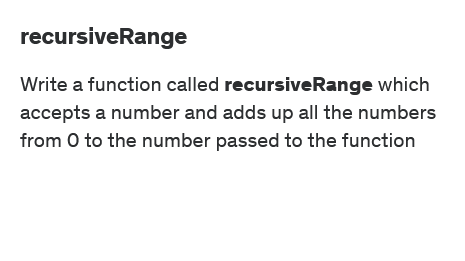 recursiveRange
Write a function called recursiveRange which
accepts a number and adds up all the numbers
from 0 to the number passed to the function